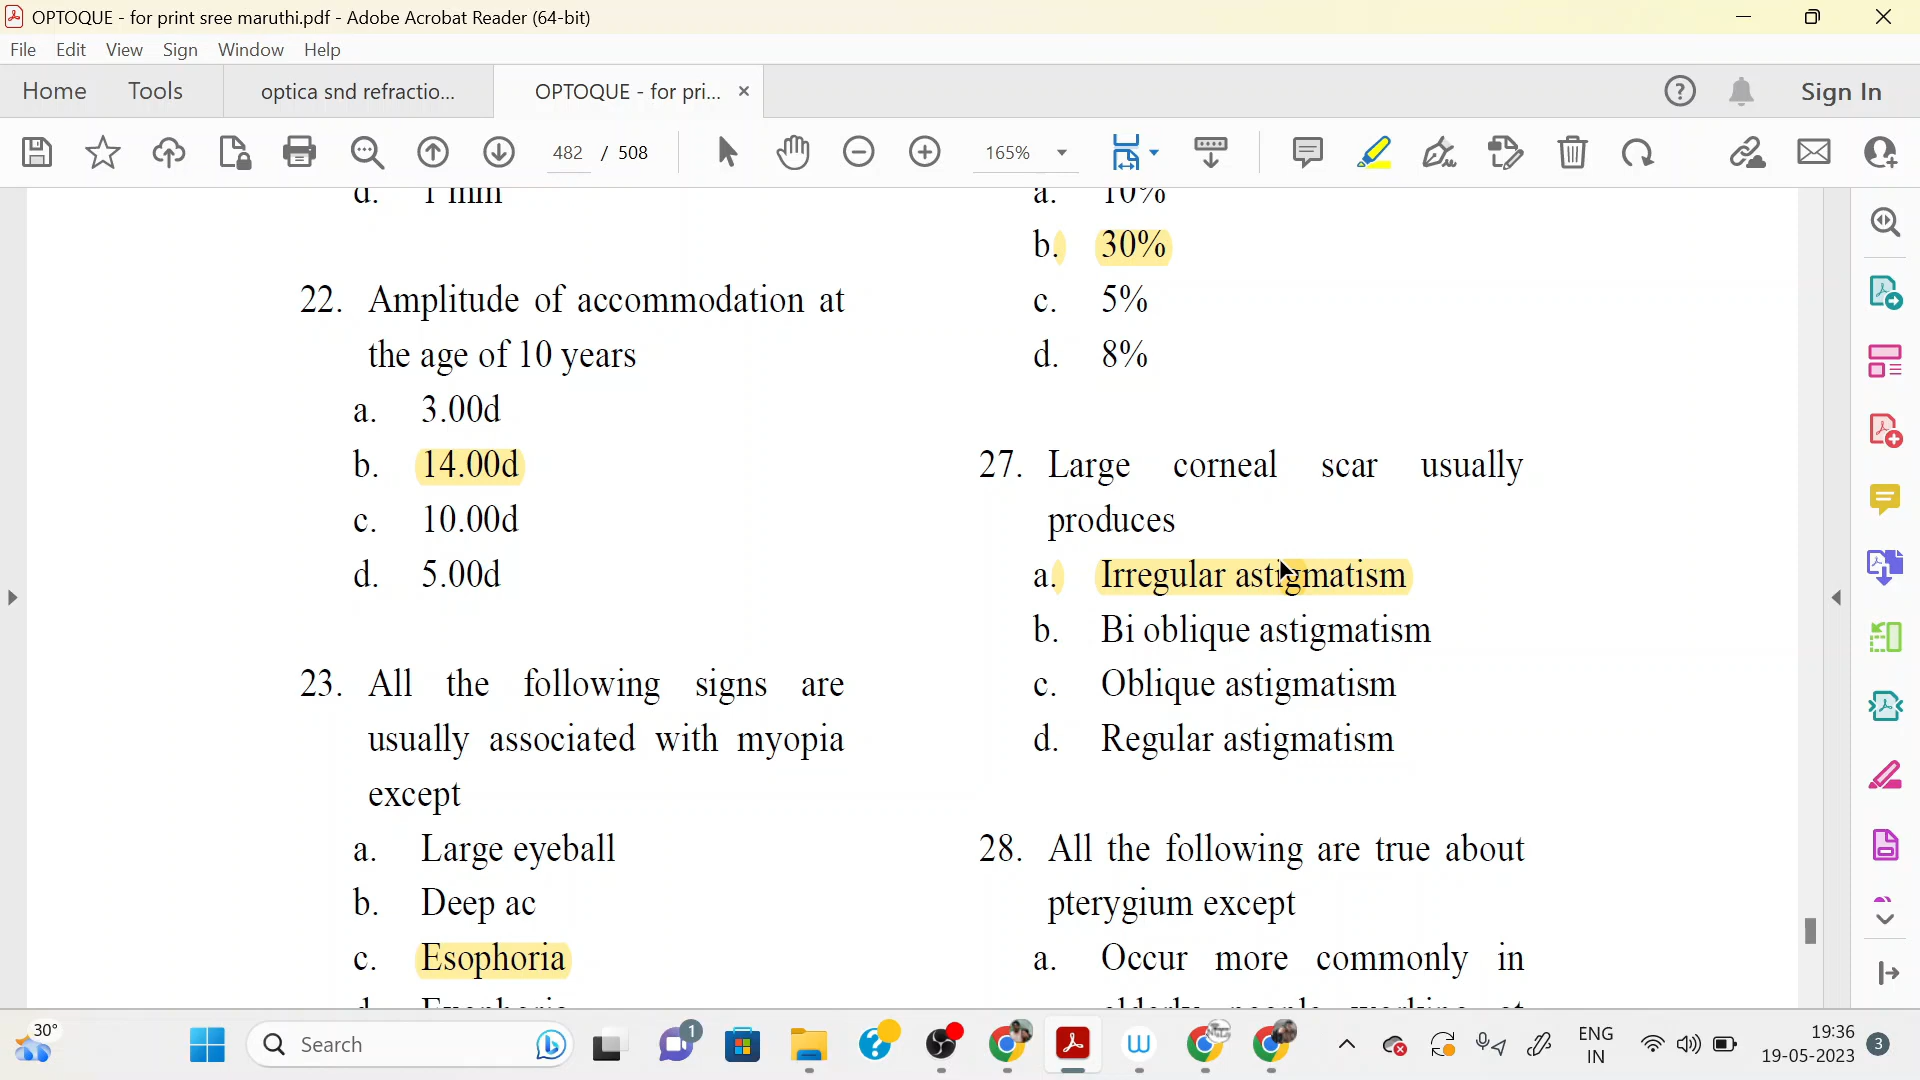 OPTOQUE - for print sree maruthi.pdf - Adobe Acrobat Reader (64-bit)
File Edit View Sign Window Help
Home Tools optica snd refractio... OPTOQUE - for pri... × Sign In
482 / 508 165%
d. 1 mm
22. Amplitude of accommodation at
the age of 10 years
a. 3.00d
b. 14.00d
c. 10.00d
d. 5.00d
23. All the following signs are
usually associated with myopia
except
a. Large eyeball
b. Deep ac
c. Esophoria
a. 10%
b. 30%
c. 5%
d. 8%
27. Large corneal scar usually
produces
a. Irregular astigmatism
b. Bi oblique astigmatism
c. Oblique astigmatism
d. Regular astigmatism
28. All the following are true about
pterygium except
a. Occur more commonly in
30°
Search
1
ENG
IN
19:36
19-05-2023
3